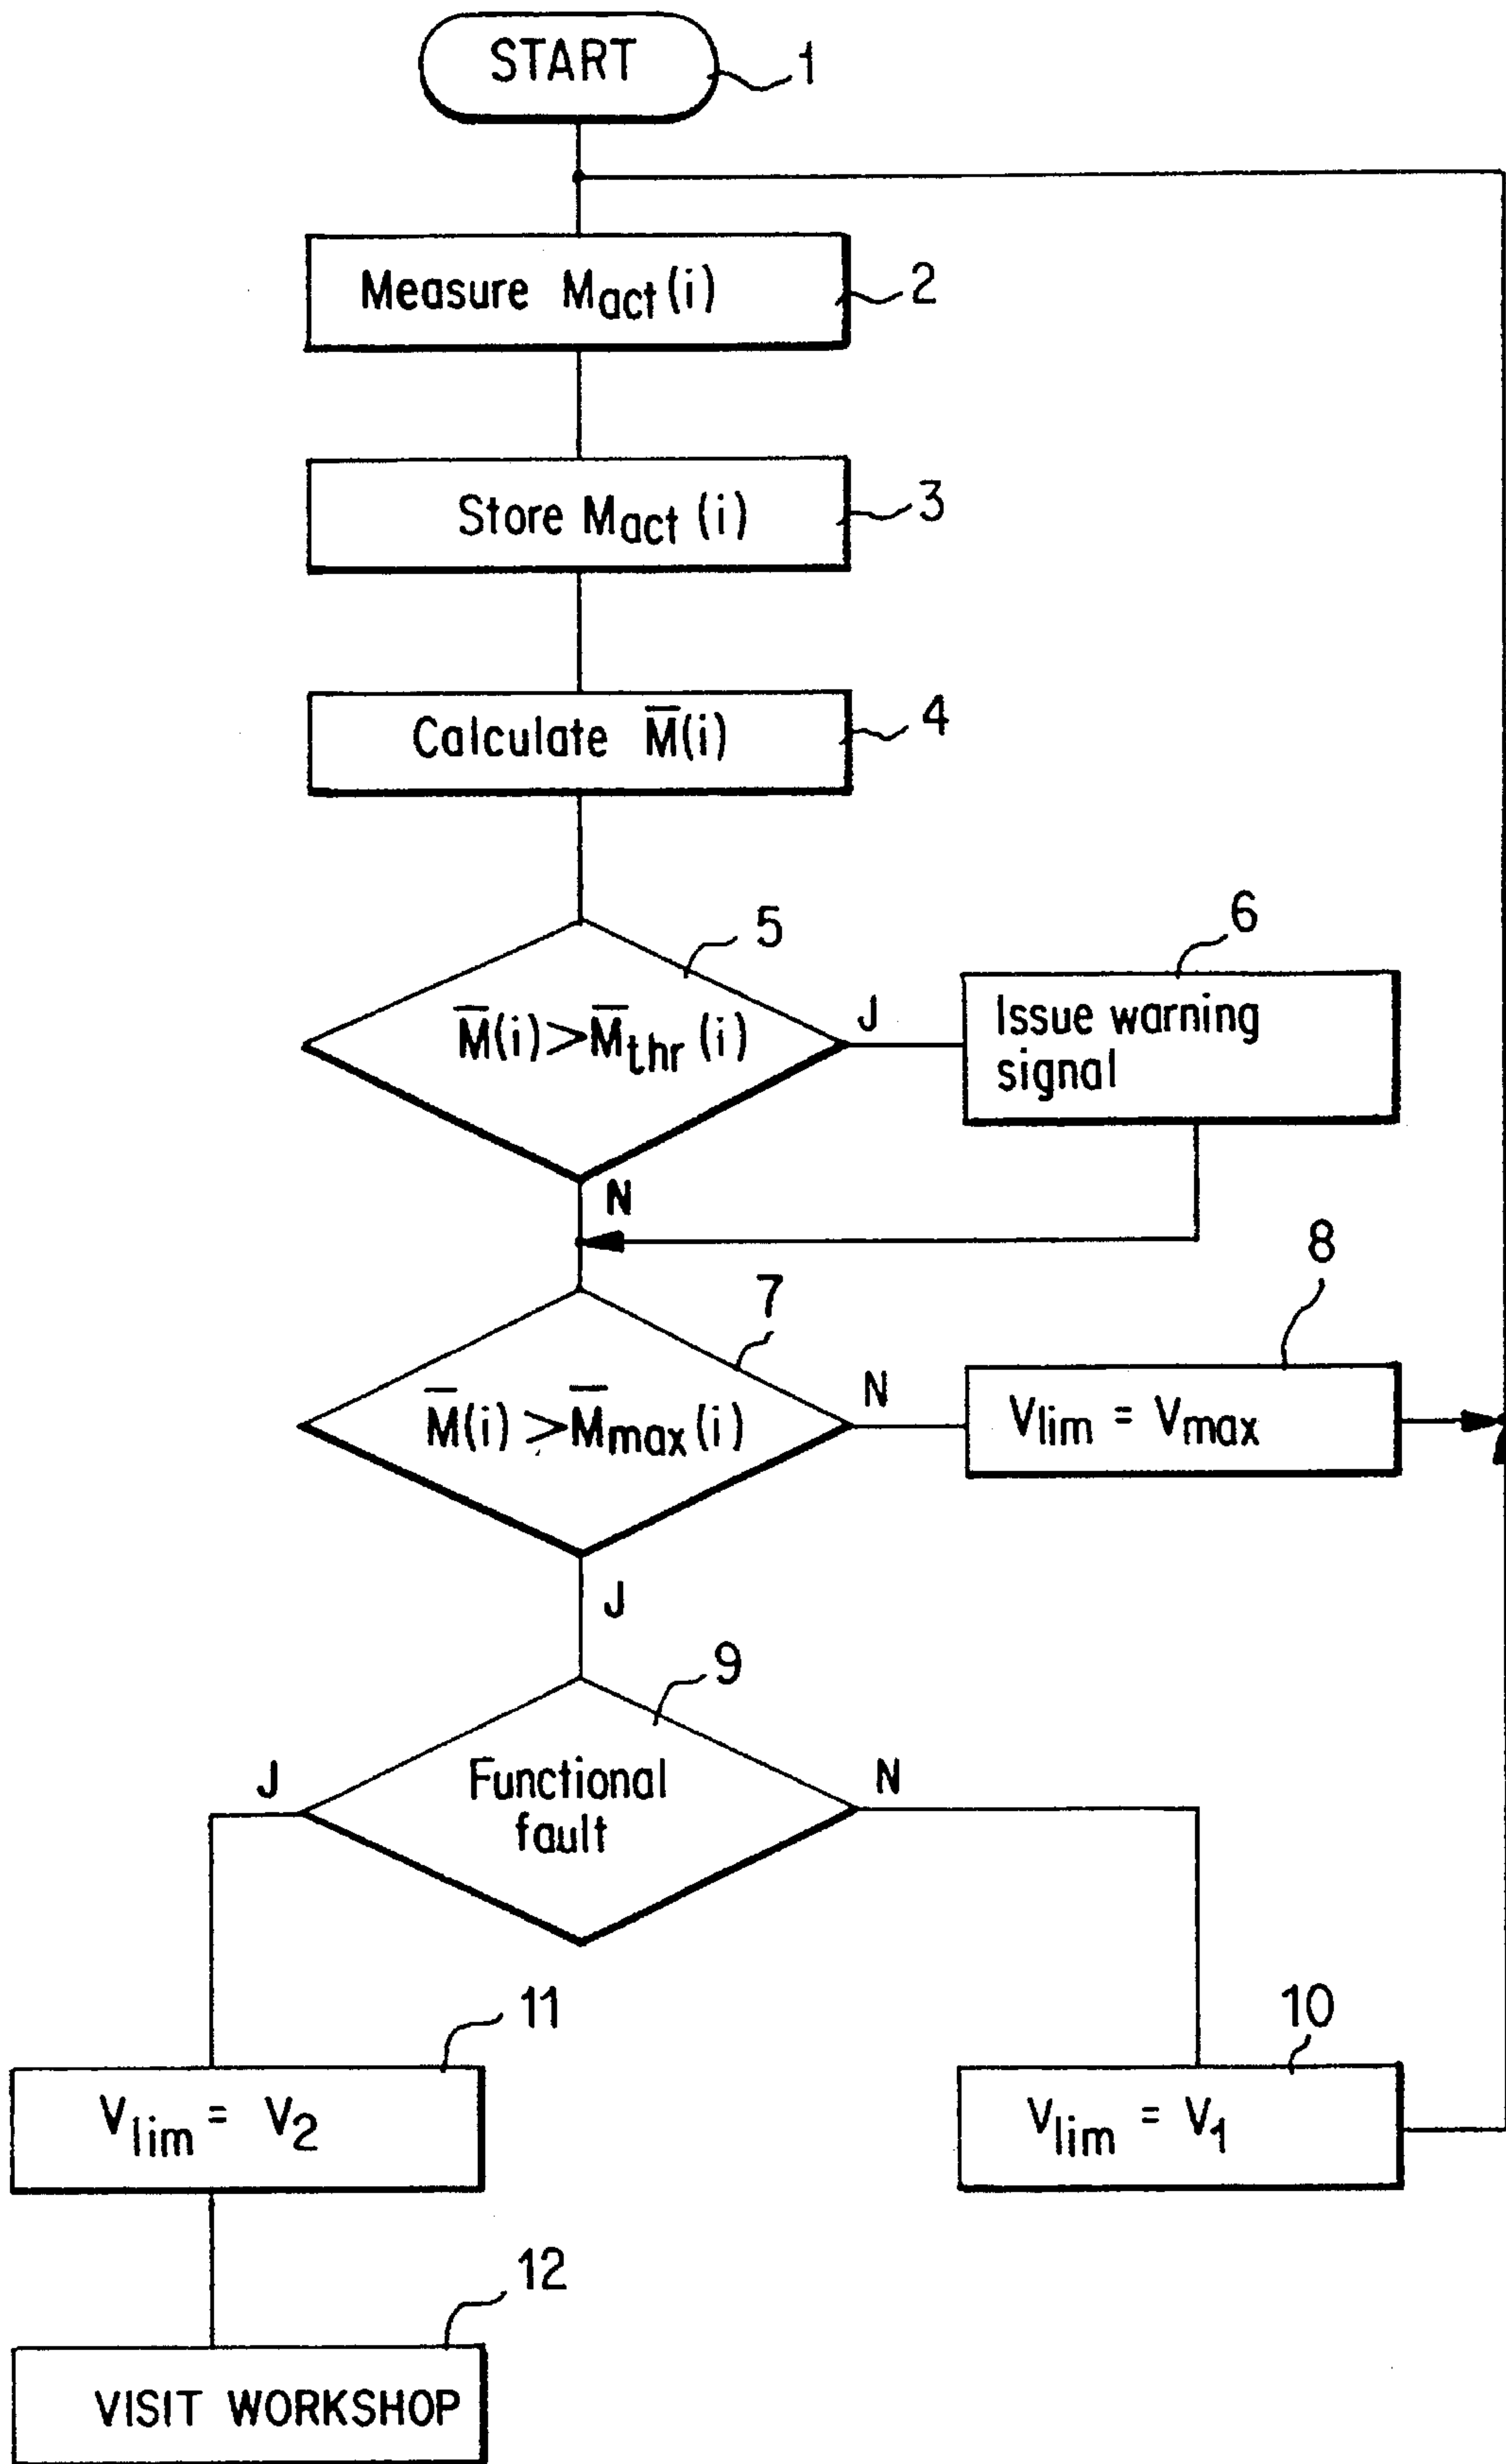 START
1
Measure Mact(i)
2
Store Mact(i)
3
Calculate M̅(i)
4
5
M̅(i)>M̅thr(i)
J
6
Issue warning
signal
N
7
8
M̅(i)>M̅max(i)
N
Vlim = Vmax
J
9
J
Functional
fault
N
11
10
Vlim = V2
Vlim = V1
12
VISIT WORKSHOP